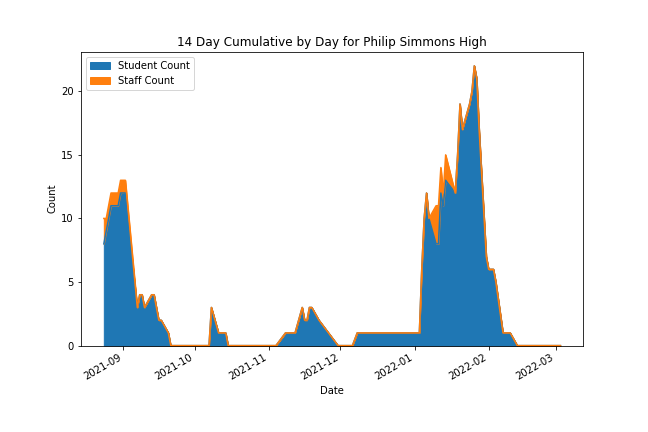 14 Day Cumulative by Day for Philip Simmons High
Student Count
Staff Count
20
15
10
5
0
Count
2021-09
2021-10
2021-11
2021-12
2022-01
2022-02
2022-03
Date